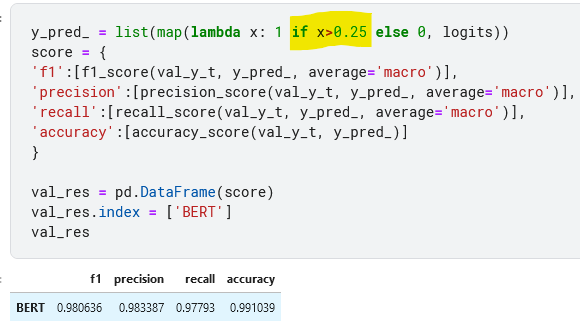 y_pred_ = list(map(lambda x: 1 if x>0.25 else 0, logits))
score = {
'f1':[f1_score(val_y_t, y_pred_, average='macro')],
'precision':[precision_score(val_y_t, y_pred_, average='macro')],
'recall':[recall_score(val_y_t, y_pred_, average='macro')],
'accuracy':[accuracy_score(val_y_t, y_pred_)]
}
val_res = pd.DataFrame(score)
val_res.index = ['BERT']
val_res
f1 precision recall accuracy
BERT 0.980636 0.983387 0.97793 0.991039